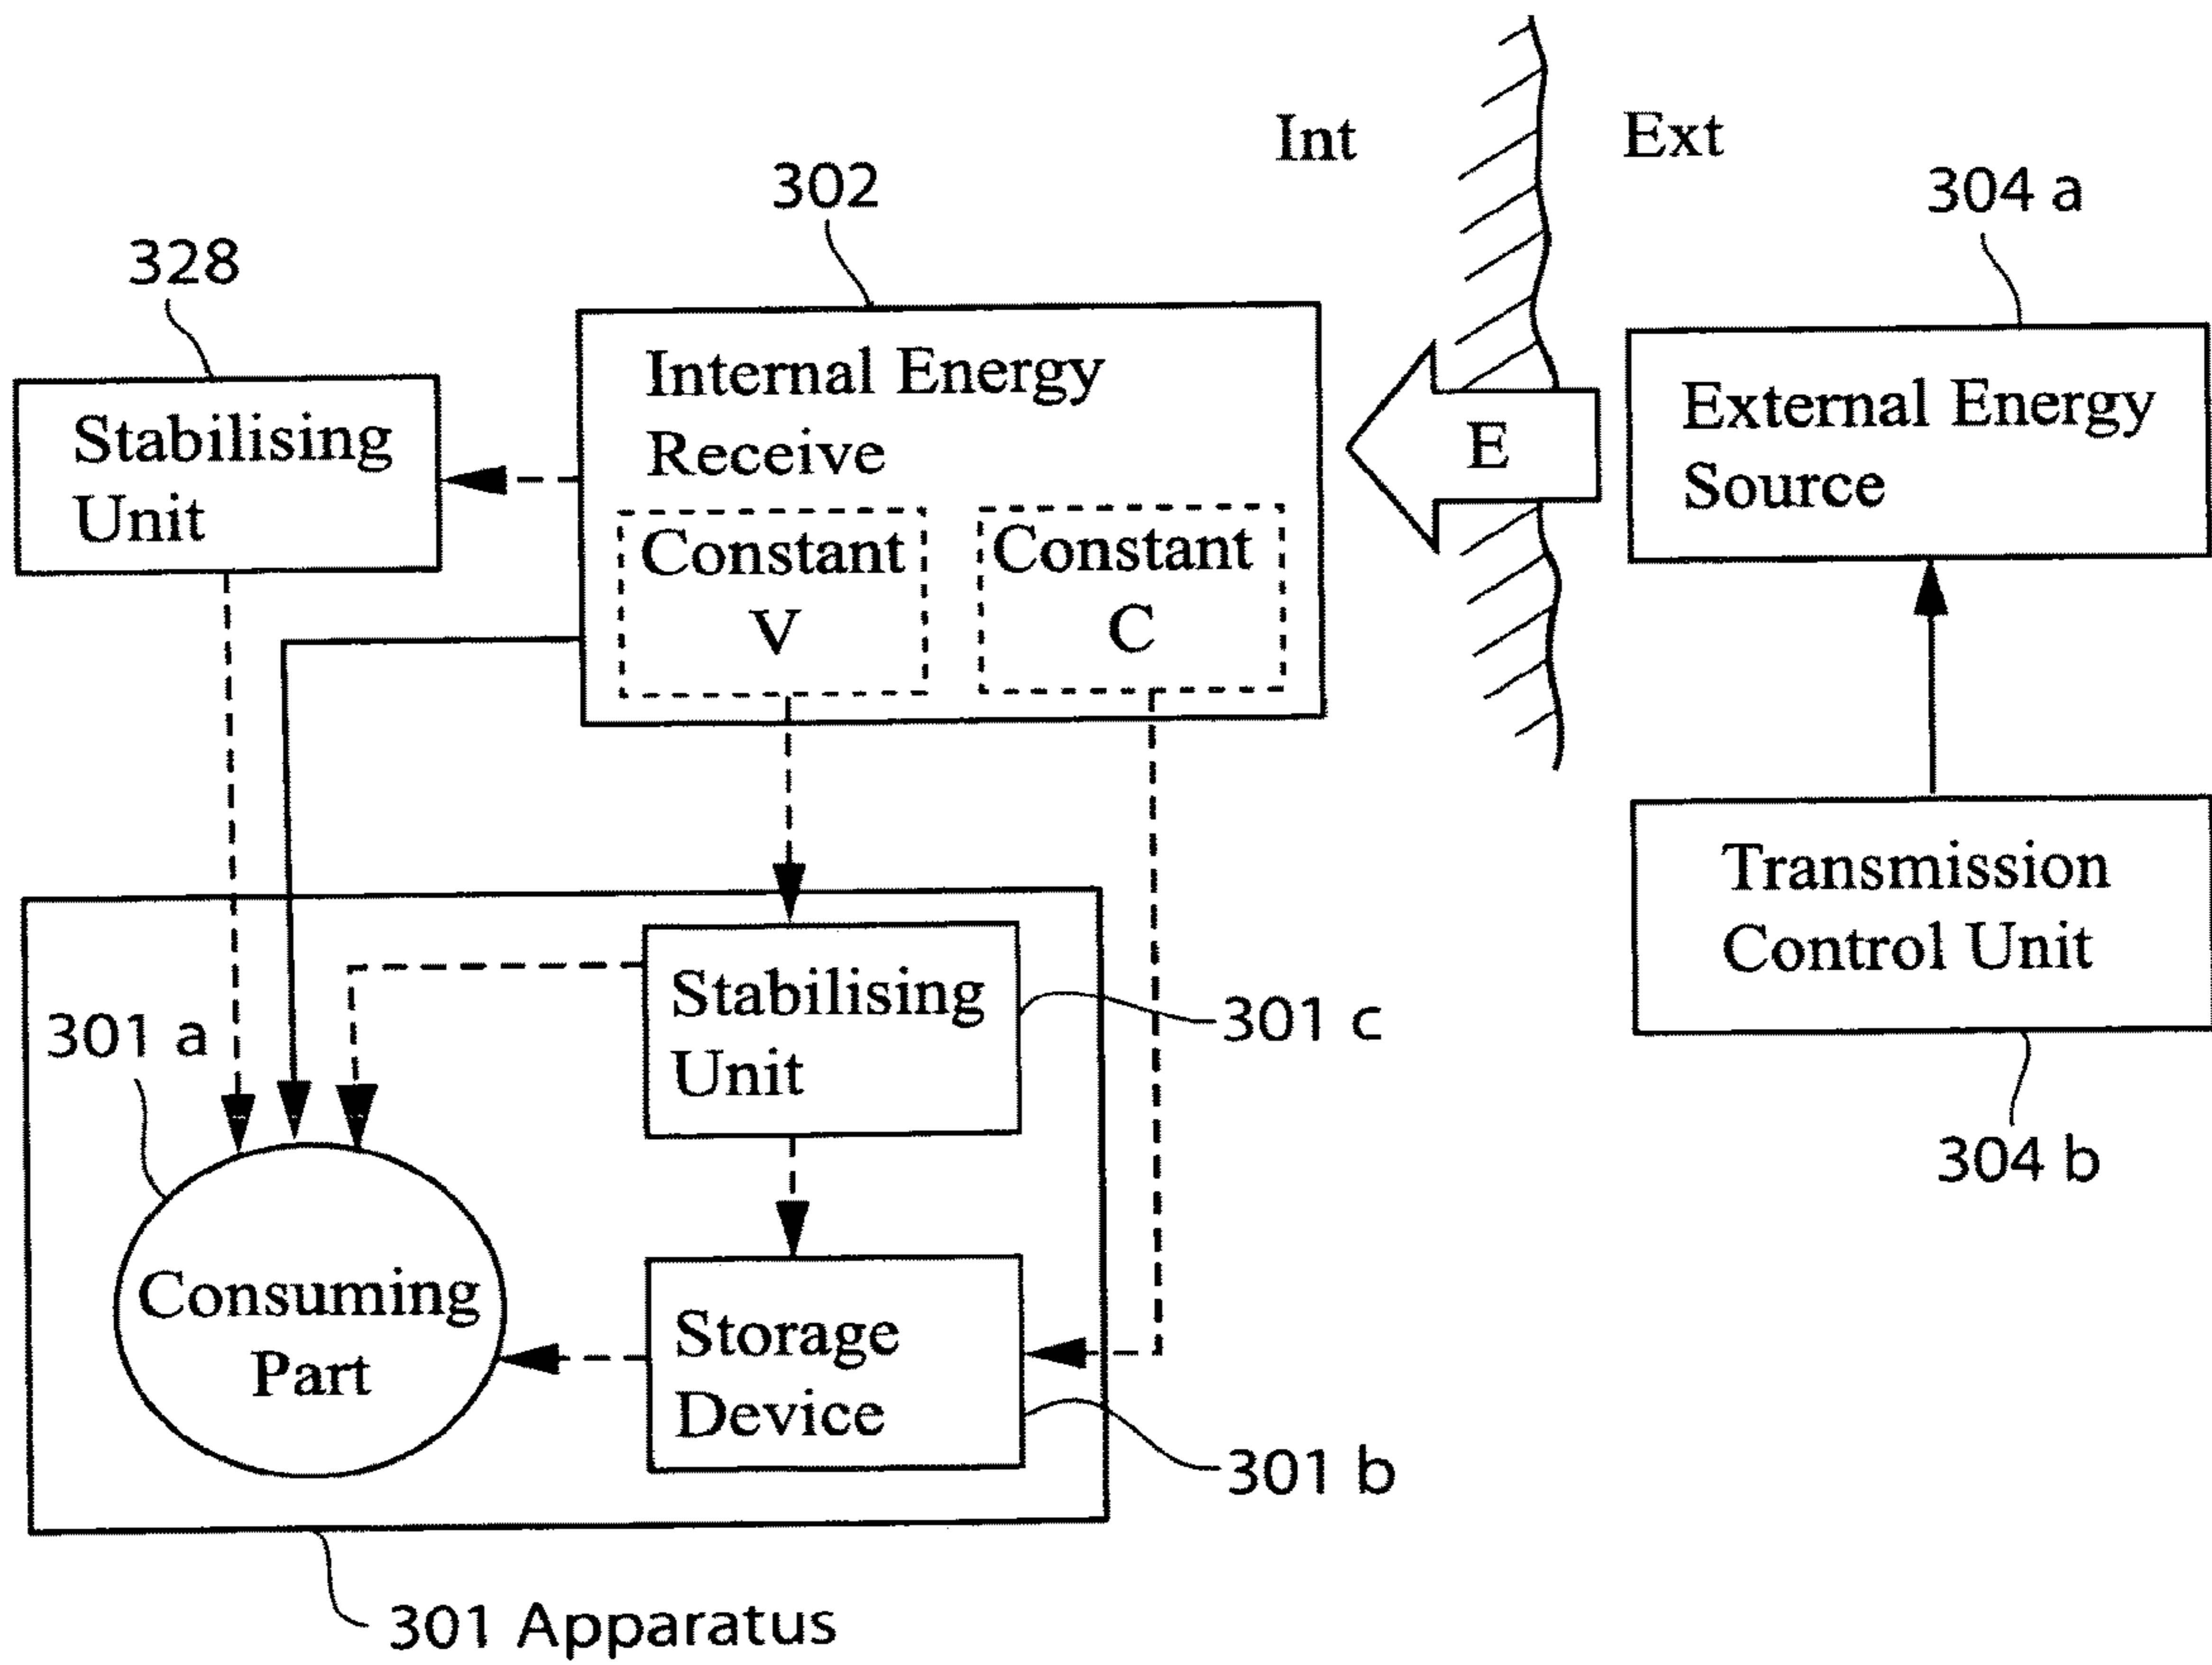 Int
Ext
302
304 a
328
Internal Energy
Receive
Constant
V
Constant
C
E
External Energy
Source
Stabilising
Unit
Transmission
Control Unit
304 b
Stabilising
Unit
301 c
301 a
Consuming
Part
Storage
Device
301 b
301 Apparatus